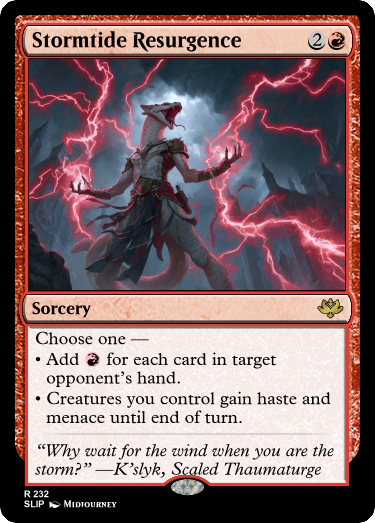 Stormtide Resurgence 2
Sorcery
Choose one —
• Add for each card in target
opponent's hand.
• Creatures you control gain haste and
menace until end of turn.
“Why wait for the wind when you are the
storm?” —K'slyk, Scaled Thaumaturge
R 232
SLIP Midjourney